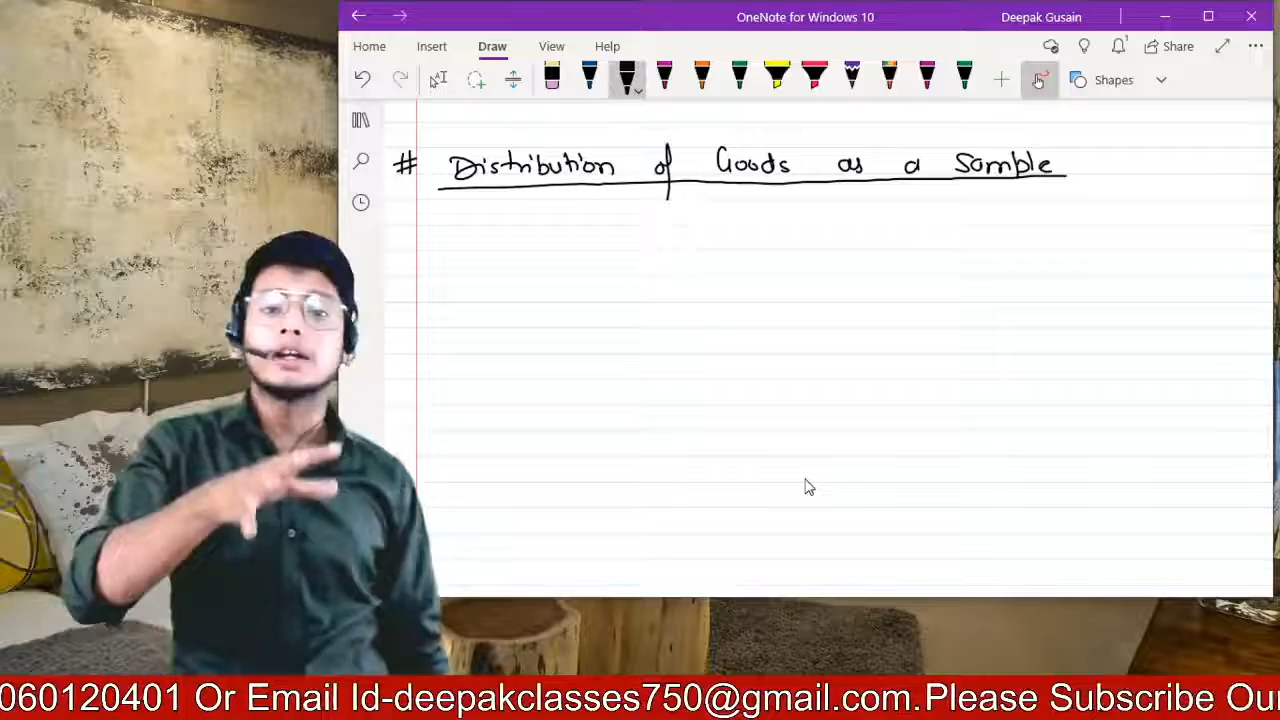 OneNote for Windows 10
Deepak Gusain
Home Insert Draw View Help
Share
Shapes
# Distribution of Goods as a Sample
060120401 Or Email Id-deepakclasses750@gmail.com.Please Subscribe Ou